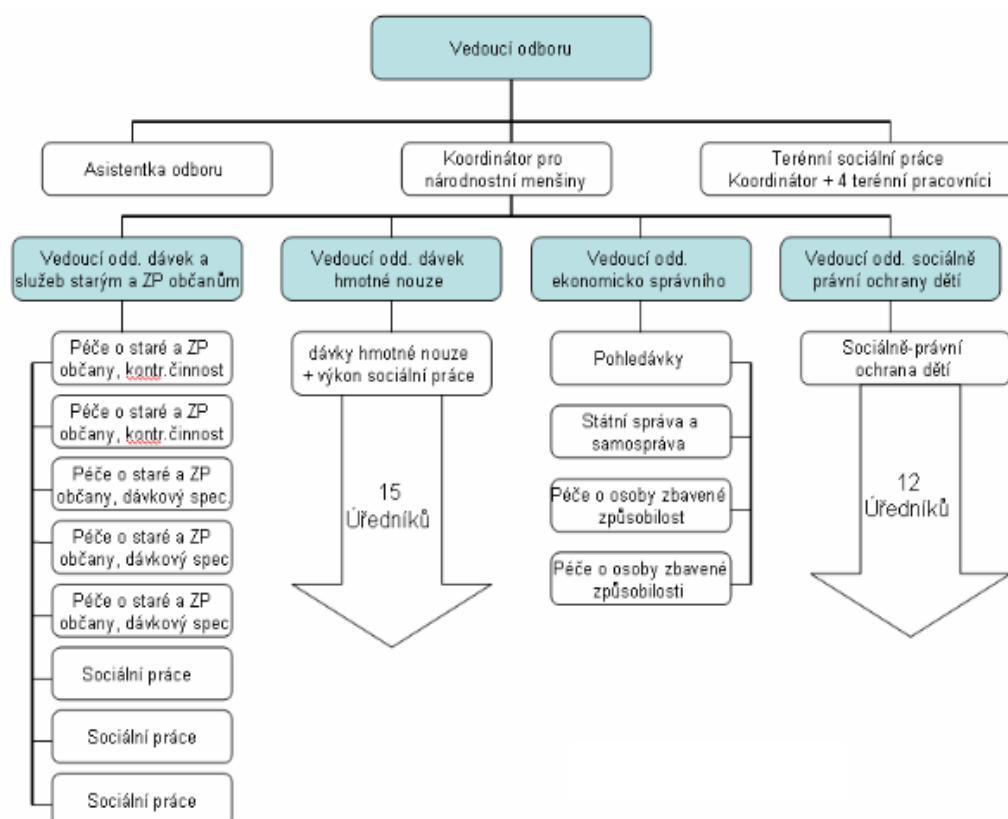 Vedoucí odboru
Asistentka odboru
Koordinátor pro
národnostní menšiny
Terénní sociální práce
Koordinátor + 4 terénní pracovníci
Vedoucí odd. dávek a
služeb starým a ZP občanům
Vedoucí odd. dávek
hmotné nouze
Vedoucí odd.
ekonomicko správního
Vedoucí odd. sociálně
právní ochrany dětí
Péče o staré a ZP
občany, kontr.činnost
Péče o staré a ZP
občany, kontr.činnost
Péče o staré a ZP
občany, dávkový spec.
Péče o staré a ZP
občany, dávkový spec
Péče o staré a ZP
občany, dávkový spec
Sociální práce
Sociální práce
Sociální práce
dávky hmotné nouze
+ výkon sociální práce
15
Úředníků
Pohledávky
Státní správa a
samospráva
Péče o osoby zbavené
způsobilost
Péče o osoby zbavené
způsobilosti
Sociálně-právní
ochrana dětí
12
Úředníků